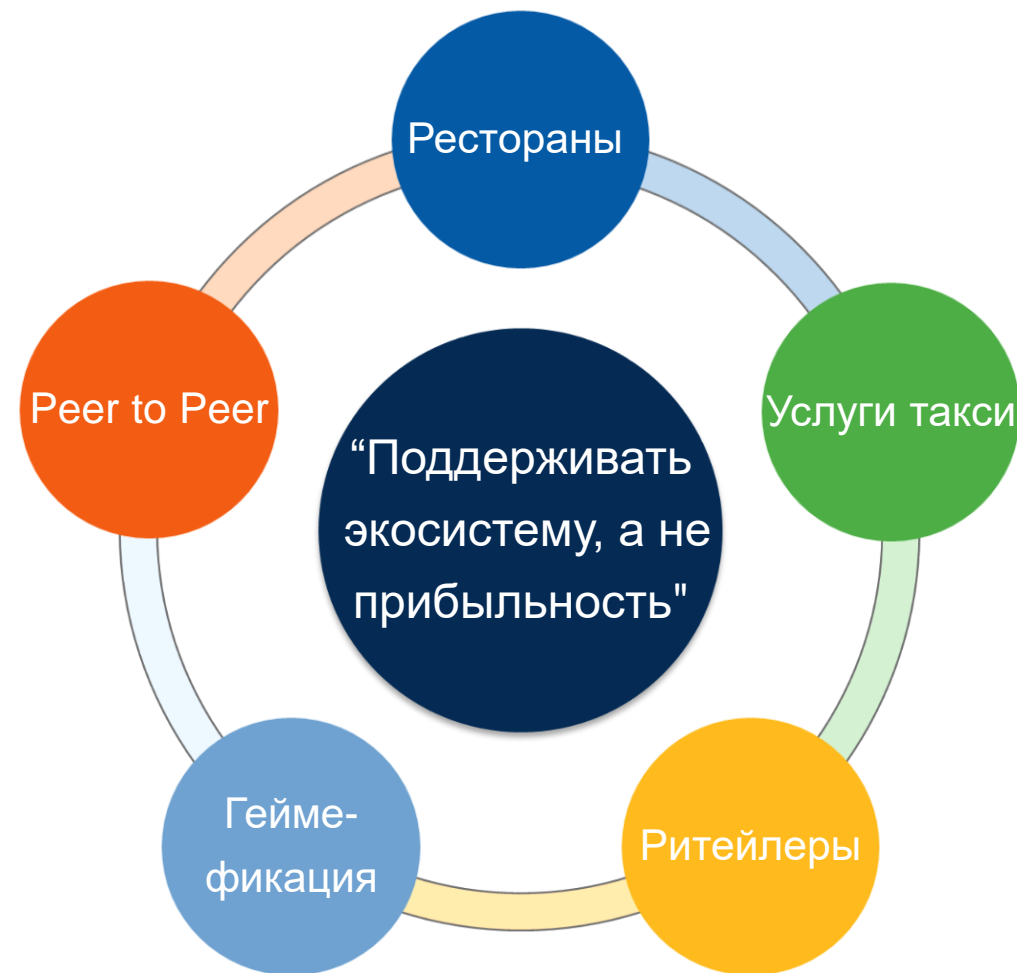 Рестораны
Услуги такси
Ритейлеры
Гейме-
фикация
Peer to Peer
“Поддерживать
экосистему, а не
прибыльность"